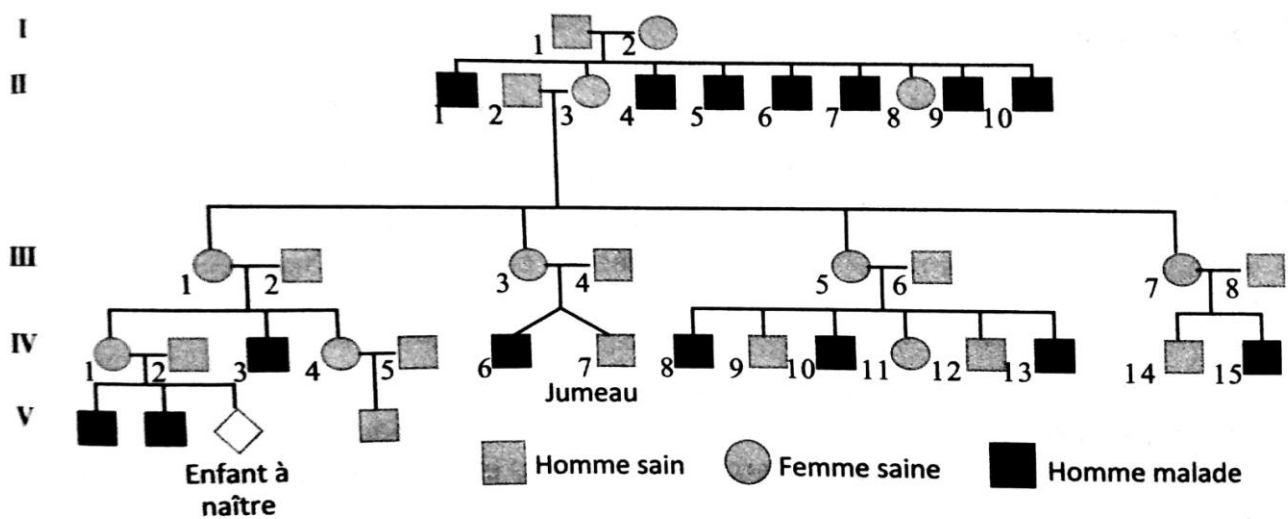 I
1 2
II
1 2 3 4 5 6 7 8 9 10
III
1 2 3 4 5 6 7 8
IV
1 2 3 4 5 6 7 8 9 10 11 12 13 14 15
Jumeau
V
Enfant à
naître
Homme sain
Femme saine
Homme malade